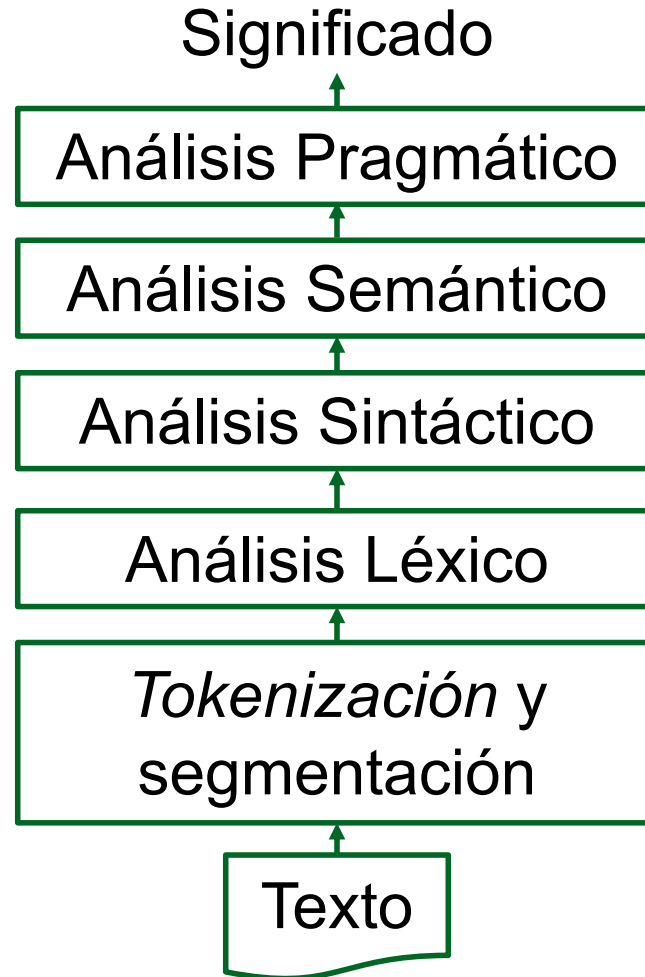 Significado
Análisis Pragmático
Análisis Semántico
Análisis Sintáctico
Análisis Léxico
Tokenización y
segmentación
Texto